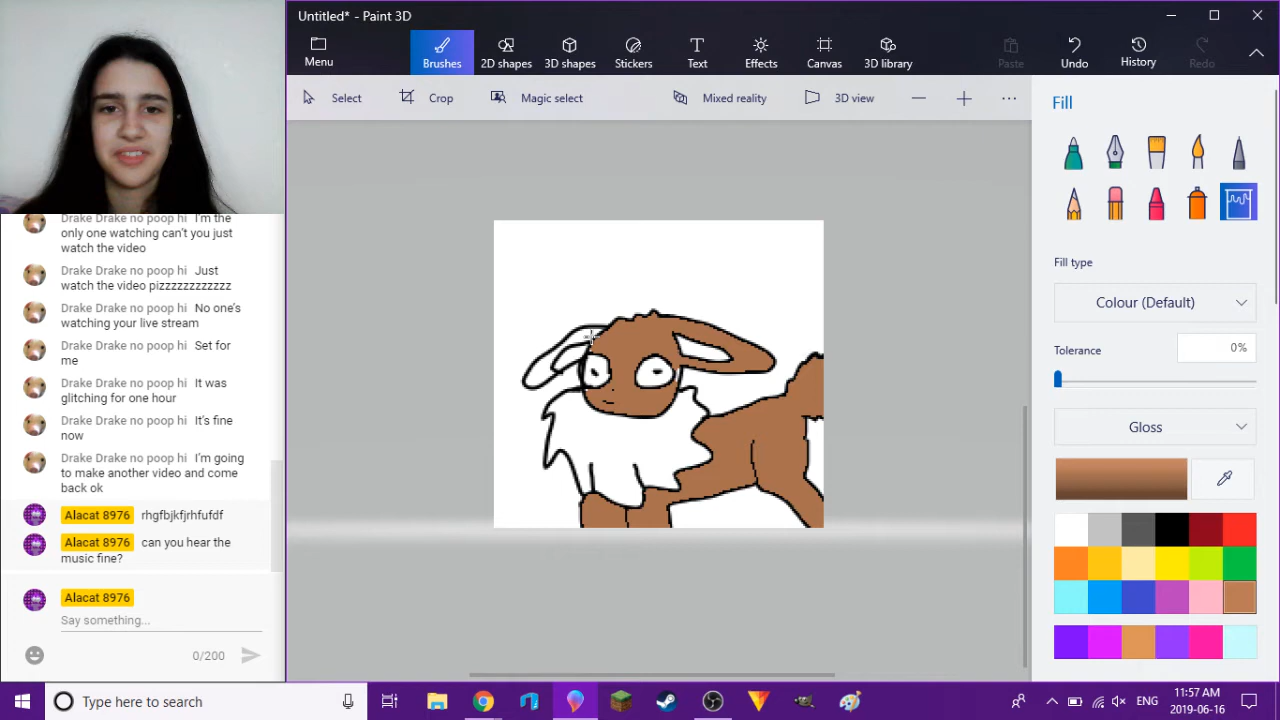 Untitled* - Paint 3D
Menu
Brushes
2D shapes
3D shapes
Stickers
Text
Effects
Canvas
3D library
Paste
Undo
History
Redo
Select
Crop
Magic select
Mixed reality
3D view
Fill
Fill type
Colour (Default)
Tolerance
0%
Gloss
Drake Drake no poop hi I'm the
only one watching can't you just
watch the video
Drake Drake no poop hi Just
watch the video pizzzzzzzzzzzz
Drake Drake no poop hi No one's
watching your live stream
Drake Drake no poop hi Set for
me
Drake Drake no poop hi It was
glitching for one hour
Drake Drake no poop hi It's fine
now
Drake Drake no poop hi I'm going
to make another video and come
back ok
Alacat 8976 rhgfbjkfjrhfufdf
Alacat 8976 can you hear the
music fine?
Alacat 8976
Say something...
0/200
Type here to search
ENG
11:57 AM
2019-06-16